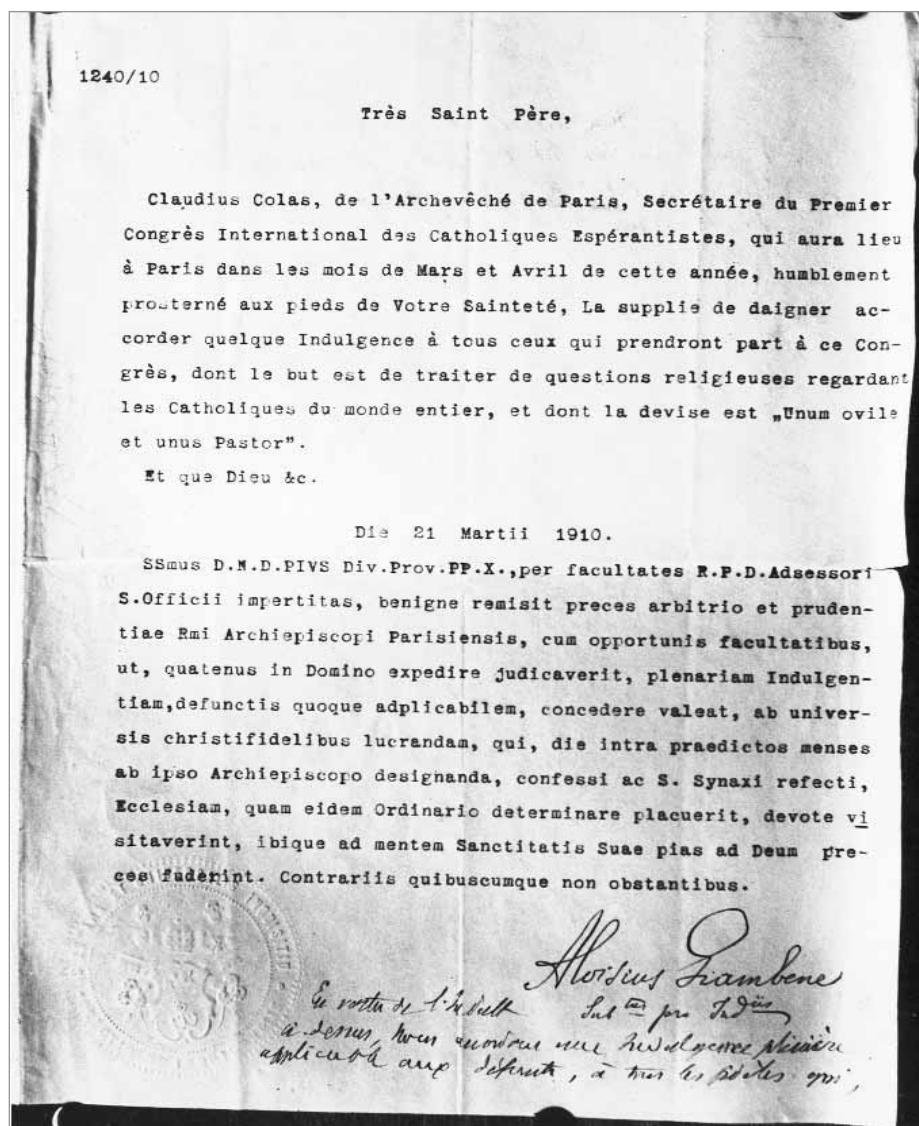 1240/10
Très Saint Père,
Claudius Colas, de l'Archevêché de Paris, Secrétaire du Premier
Congrès International des Catholiques Espérantistes, qui aura lieu
à Paris dans les mois de Mars et Avril de cette année, humblement
prosterné aux pieds de Votre Sainteté, La supplie de daigner ac-
corder quelque Indulgence à tous ceux qui prendront part à ce Con-
grès, dont le but est de traiter de questions religieuses regardant
les Catholiques du monde entier, et dont la devise est „Unum ovile
et unus Pastor”.
Et que Dieu &c.
Die 21 Martii 1910.
SSmus D.N.D.PIVS Div.Prov.PP.X.,per facultates R.P.D.Adsessori
S.Officii impertitas, benigne remisit preces arbitrio et pruden-
tiae Rmi Archiepiscopi Parisiensis, cum opportunis facultatibus,
ut, quatenus in Domino expedire judicaverit, plenariam Indulgen-
tiam,defunctis quoque adplicabilem, concedere valeat, ab univer-
sis christifidelibus lucrandam, qui, die intra praedictos menses
ab ipso Archiepiscopo designanda, confessi ac S. Synaxi refecti,
Ecclesiam, quam eidem Ordinario determinare placuerit, devote vi
sitaverint, ibique ad mentem Sanctitatis Suae pias ad Deum pre-
ces fuderint. Contrariis quibuscumque non obstantibus.
Aloisius Giambene
Subtus pro Indiis
En vertu de l'Indult
ci-dessus, Nous accordons une Indulgence plénière
applicable aux défunts, à tous les fidèles qui,